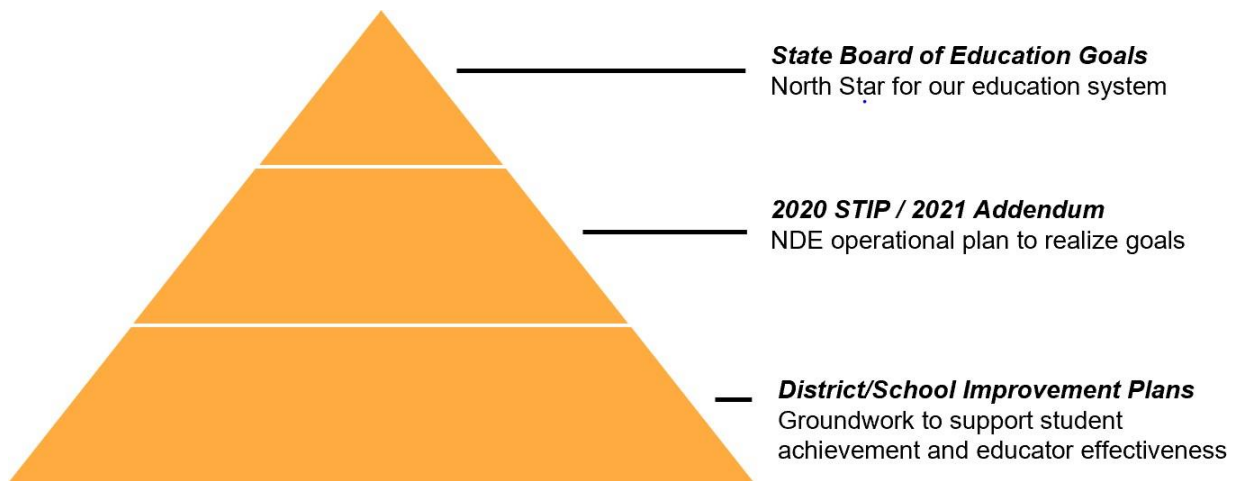 State Board of Education Goals
North Star for our education system
2020 STIP / 2021 Addendum
NDE operational plan to realize goals
District/School Improvement Plans
Groundwork to support student
achievement and educator effectiveness